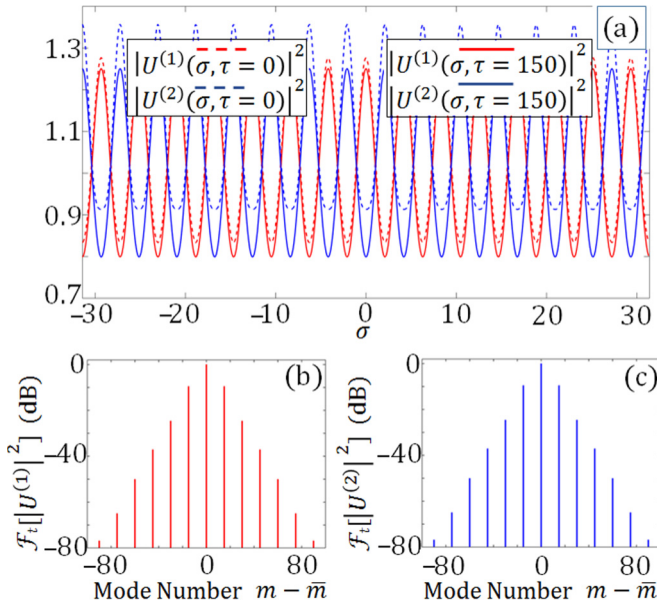 (a)
1.3
1.1
0.9
0.7
|U⁽¹⁾(σ,τ = 0)|²
|U⁽²⁾(σ,τ = 0)|²
|U⁽¹⁾(σ,τ = 150)|²
|U⁽²⁾(σ,τ = 150)|²
−30 −20 −10 0 10 20 30
σ
(b)
0
−40
−80
ℱₜ[|U⁽¹⁾|²] (dB)
−80 0 80
Mode Number m − m̅
(c)
0
−40
−80
ℱₜ[|U⁽²⁾|²] (dB)
−80 0 80
Mode Number m − m̅